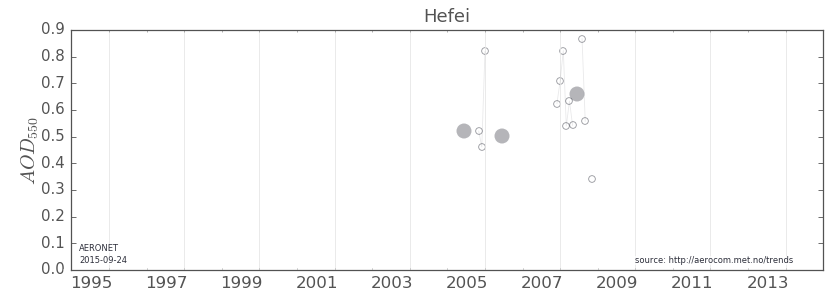 Hefei
0.9
0.8
0.7
0.6
0.5
0.4
0.3
0.2
0.1
0.0
AOD550
AERONET
2015-09-24
source: http://aerocom.met.no/trends
1995 1997 1999 2001 2003 2005 2007 2009 2011 2013